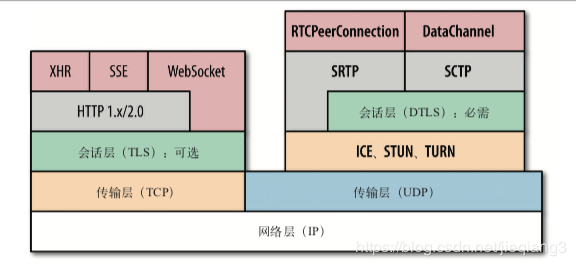 RTCPeerConnection
DataChannel
XHR
SSE
WebSocket
SRTP
SCTP
HTTP 1.x/2.0
会话层（DTLS）：必需
会话层（TLS）：可选
ICE、STUN、TURN
传输层（TCP）
传输层（UDP）
网络层（IP）
https://blog.csdn.net/jieqiang3